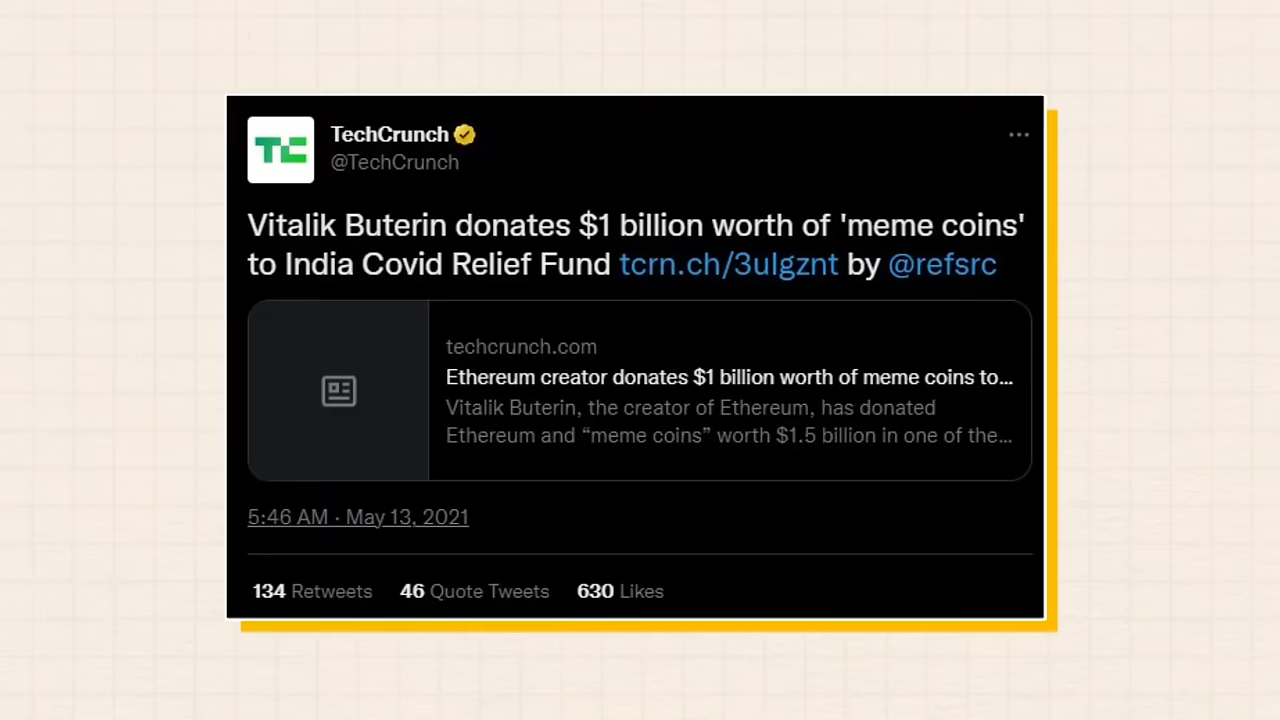 TC
TechCrunch
@TechCrunch
Vitalik Buterin donates $1 billion worth of 'meme coins'
to India Covid Relief Fund tcrn.ch/3uIgznt by @refsrc
techcrunch.com
Ethereum creator donates $1 billion worth of meme coins to...
Vitalik Buterin, the creator of Ethereum, has donated
Ethereum and “meme coins” worth $1.5 billion in one of the...
5:46 AM · May 13, 2021
134 Retweets 46 Quote Tweets 630 Likes